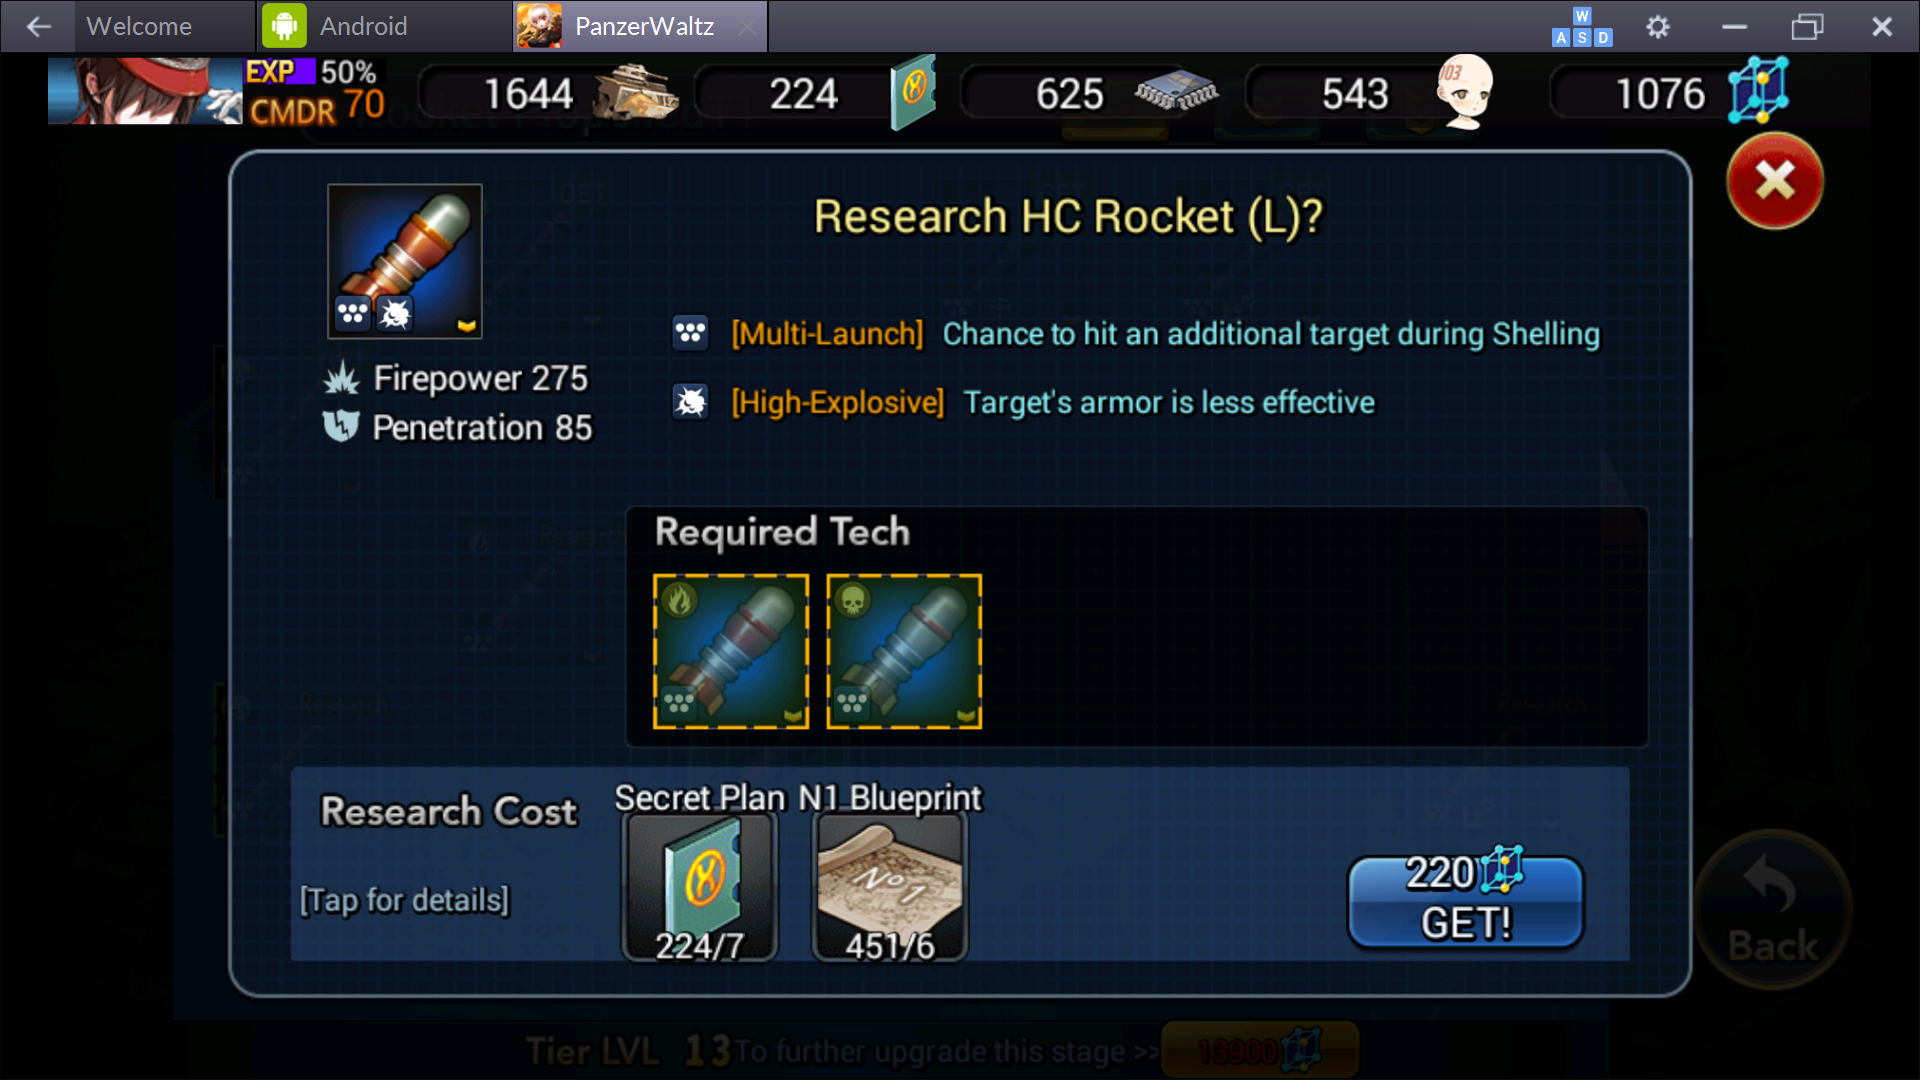 Welcome
Android
PanzerWaltz
W
A S D
EXP 50%
CMDR 70
1644
224
625
543
103
1076
Research HC Rocket (L)?
[Multi-Launch] Chance to hit an additional target during Shelling
[High-Explosive] Target's armor is less effective
Firepower 275
Penetration 85
Required Tech
Research Cost
[Tap for details]
Secret Plan
224/7
N1 Blueprint
No1
451/6
220
GET!
Back
Tier LVL 13 To further upgrade this stage >> 13900